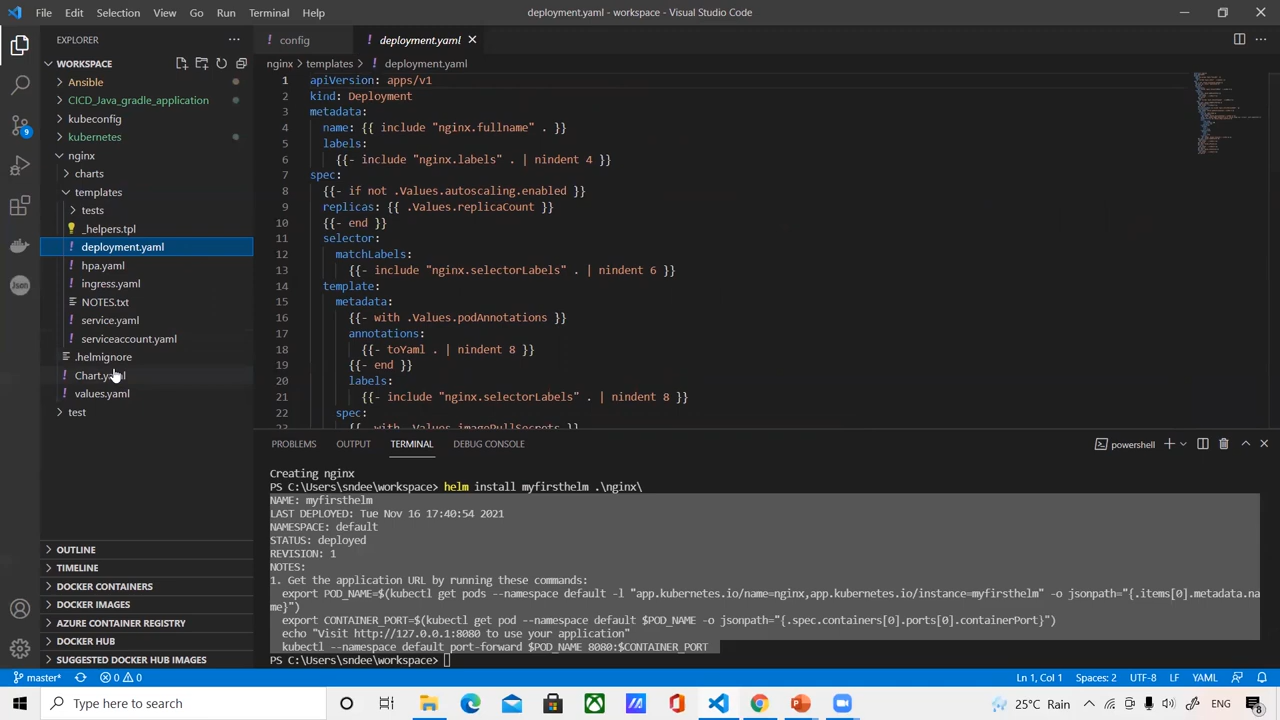 File Edit Selection View Go Run Terminal Help
deployment.yaml - workspace - Visual Studio Code
EXPLORER
WORKSPACE
Ansible
CICD_Java_gradle_application
kubeconfig
kubernetes
nginx
charts
templates
tests
_helpers.tpl
deployment.yaml
hpa.yaml
ingress.yaml
NOTES.txt
service.yaml
serviceaccount.yaml
.helmignore
Chart.yaml
values.yaml
test
OUTLINE
TIMELINE
DOCKER CONTAINERS
DOCKER IMAGES
AZURE CONTAINER REGISTRY
DOCKER HUB
SUGGESTED DOCKER HUB IMAGES
9
Json
config deployment.yaml
nginx > templates > deployment.yaml
1 apiVersion: apps/v1
2 kind: Deployment
3 metadata:
4 name: {{ include "nginx.fullname" . }}
5 labels:
6 {{- include "nginx.labels" . | nindent 4 }}
7 spec:
8 {{- if not .Values.autoscaling.enabled }}
9 replicas: {{ .Values.replicaCount }}
10 {{- end }}
11 selector:
12 matchLabels:
13 {{- include "nginx.selectorLabels" . | nindent 6 }}
14 template:
15 metadata:
16 {{- with .Values.podAnnotations }}
17 annotations:
18 {{- toYaml . | nindent 8 }}
19 {{- end }}
20 labels:
21 {{- include "nginx.selectorLabels" . | nindent 8 }}
22 spec:
23 {{- with .Values.imagePullSecrets }}
PROBLEMS OUTPUT TERMINAL DEBUG CONSOLE
powershell
Creating nginx
PS C:\Users\sndee\workspace> helm install myfirsthelm .\nginx\
NAME: myfirsthelm
LAST DEPLOYED: Tue Nov 16 17:40:54 2021
NAMESPACE: default
STATUS: deployed
REVISION: 1
NOTES:
1. Get the application URL by running these commands:
export POD_NAME=$(kubectl get pods --namespace default -l "app.kubernetes.io/name=nginx,app.kubernetes.io/instance=myfirsthelm" -o jsonpath="{.items[0].metadata.na
me}")
export CONTAINER_PORT=$(kubectl get pod --namespace default $POD_NAME -o jsonpath="{.spec.containers[0].ports[0].containerPort}")
echo "Visit http://127.0.0.1:8080 to use your application"
kubectl --namespace default port-forward $POD_NAME 8080:$CONTAINER_PORT
PS C:\Users\sndee\workspace>
master* 0 0 Ln 1, Col 1 Spaces: 2 UTF-8 LF YAML
Type here to search
25°C Rain ENG 8